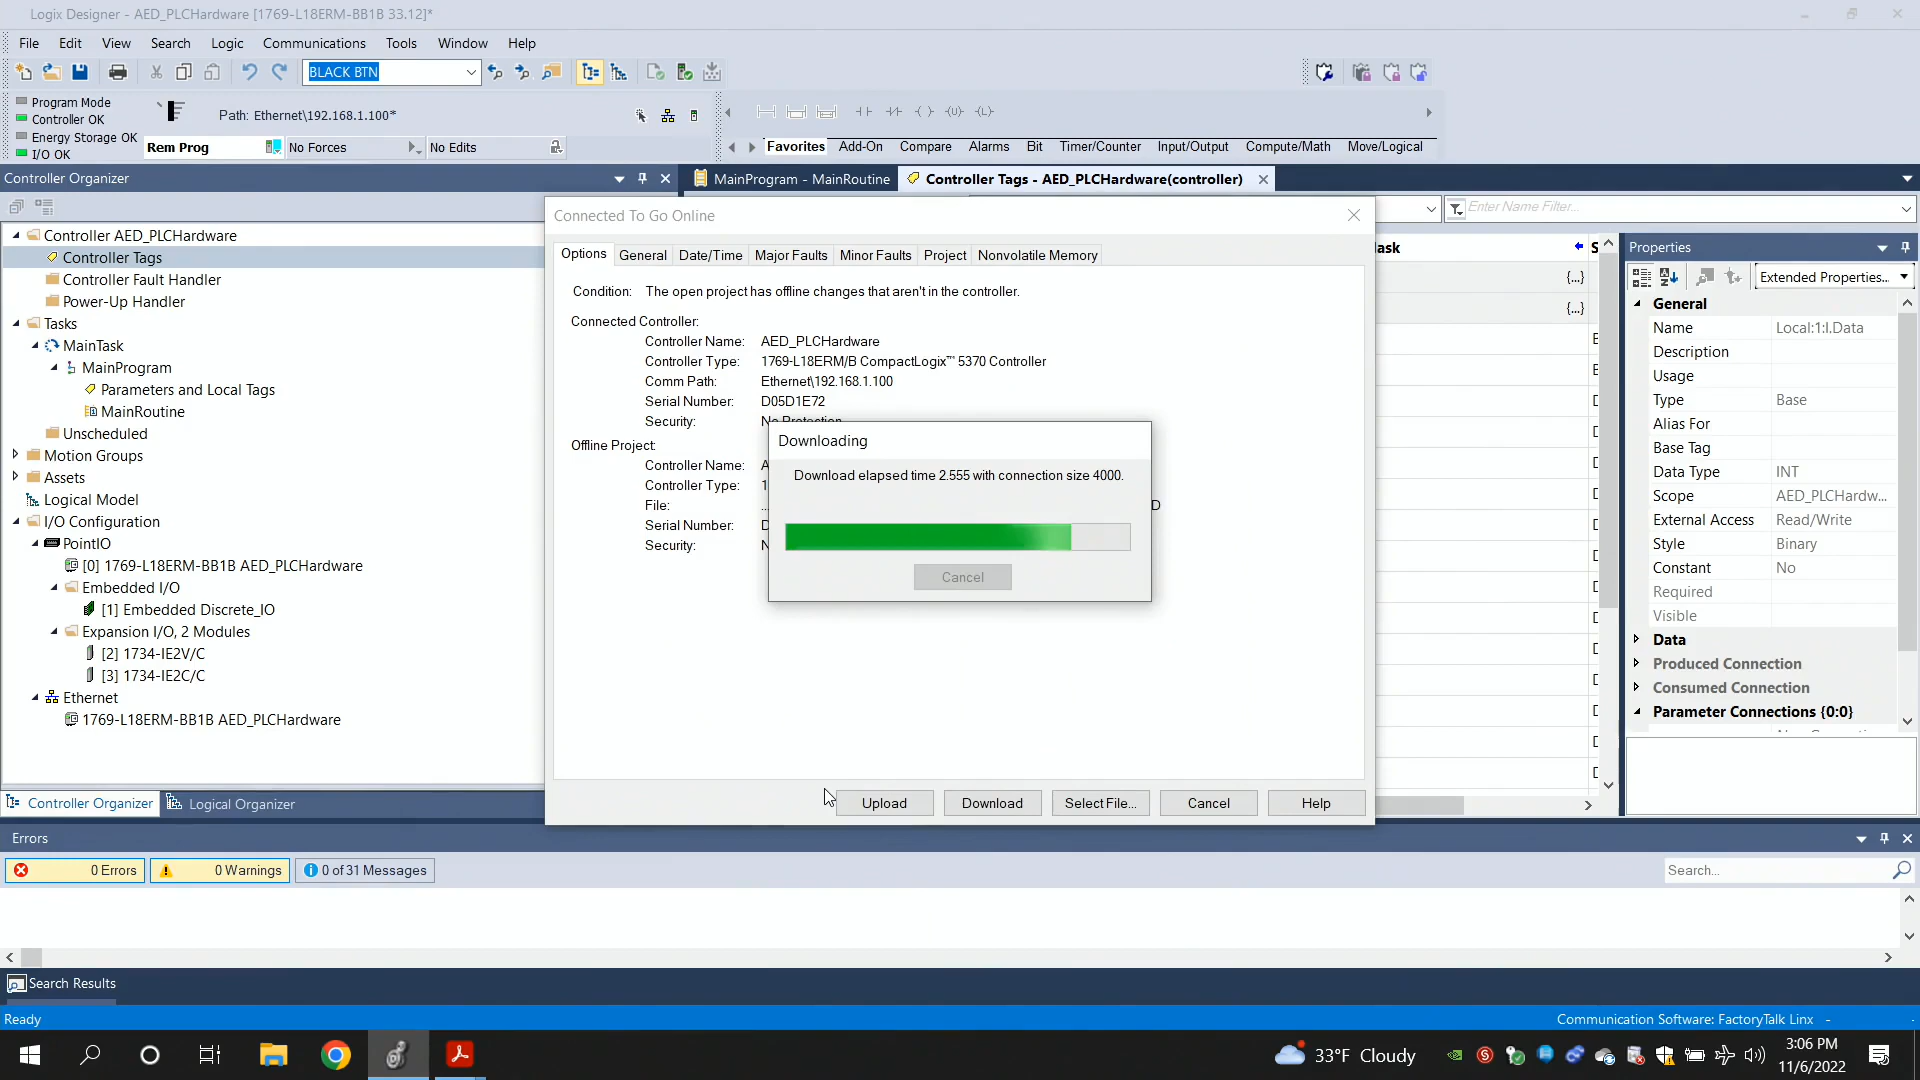 Logix Designer - AED_PLCHardware [1769-L18ERM-BB1B 33.12]*
File Edit View Search Logic Communications Tools Window Help
BLACK BTN
Program Mode
Controller OK
Energy Storage OK
I/O OK
Path: Ethernet\192.168.1.100*
Rem Prog No Forces No Edits
Favorites Add-On Compare Alarms Bit Timer/Counter Input/Output Compute/Math Move/Logical
Controller Organizer
MainProgram - MainRoutine Controller Tags - AED_PLCHardware(controller)
Enter Name Filter...
Controller AED_PLCHardware
Controller Tags
Controller Fault Handler
Power-Up Handler
Tasks
MainTask
MainProgram
Parameters and Local Tags
MainRoutine
Unscheduled
Motion Groups
Assets
Logical Model
I/O Configuration
PointIO
[0] 1769-L18ERM-BB1B AED_PLCHardware
Embedded I/O
[1] Embedded Discrete_IO
Expansion I/O, 2 Modules
[2] 1734-IE2V/C
[3] 1734-IE2C/C
Ethernet
1769-L18ERM-BB1B AED_PLCHardware
Controller Organizer Logical Organizer
Connected To Go Online
Options General Date/Time Major Faults Minor Faults Project Nonvolatile Memory
Condition: The open project has offline changes that aren't in the controller.
Connected Controller:
Controller Name: AED_PLCHardware
Controller Type: 1769-L18ERM/B CompactLogix™ 5370 Controller
Comm Path: Ethernet\192.168.1.100
Serial Number: D05D1E72
Security: No Protection
Offline Project:
Controller Name: A
Controller Type: 1
File: ... D
Serial Number: D
Security: N
Downloading
Download elapsed time 2.555 with connection size 4000.
Cancel
Upload Download Select File... Cancel Help
{...}
{...}
Properties
Extended Properties...
General
Name Local:1:I.Data
Description
Usage
Type Base
Alias For
Base Tag
Data Type INT
Scope AED_PLCHardw...
External Access Read/Write
Style Binary
Constant No
Required
Visible
Data
Produced Connection
Consumed Connection
Parameter Connections {0:0}
Errors
0 Errors 0 Warnings 0 of 31 Messages
Search...
Search Results
Ready
Communication Software: FactoryTalk Linx -
33°F Cloudy
3:06 PM
11/6/2022